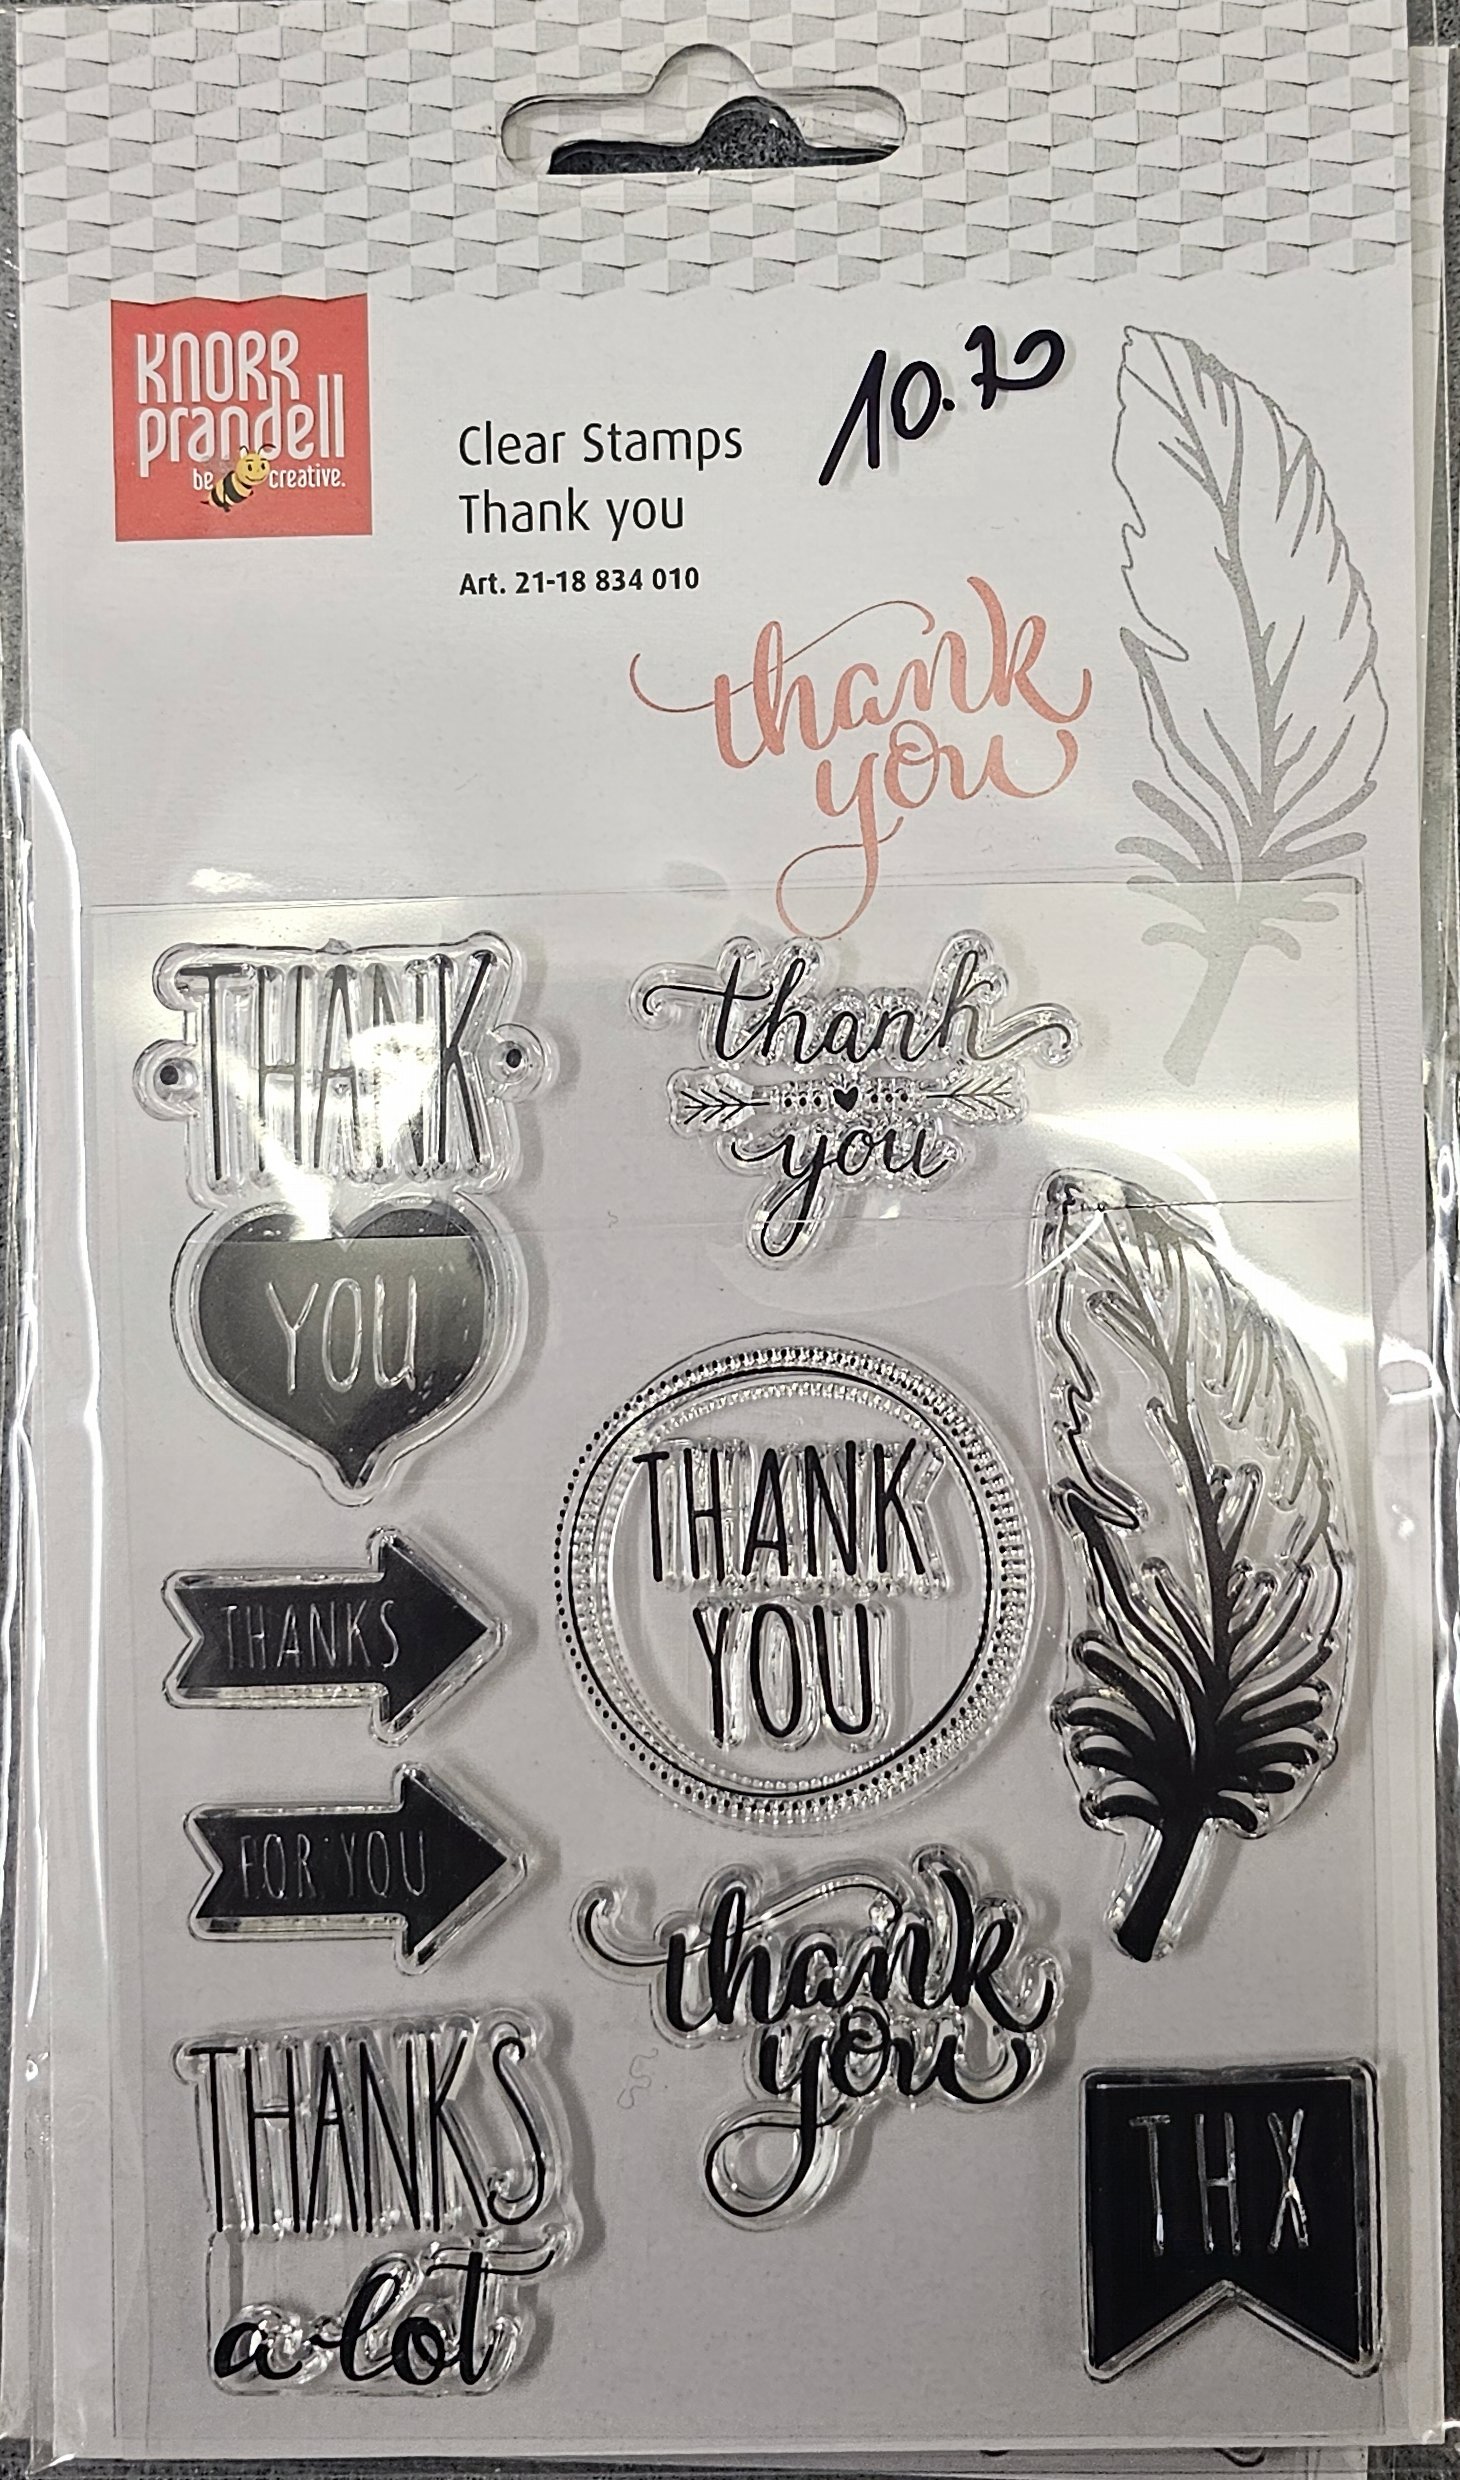 KNORR
prandell
be creative.
10.70
Clear Stamps
Thank you
Art. 21-18 834 010
thank
you
THANK
YOU
thank
you
THANKS
THANK
YOU
FOR YOU
thank
you
THANKS
a lot
THX